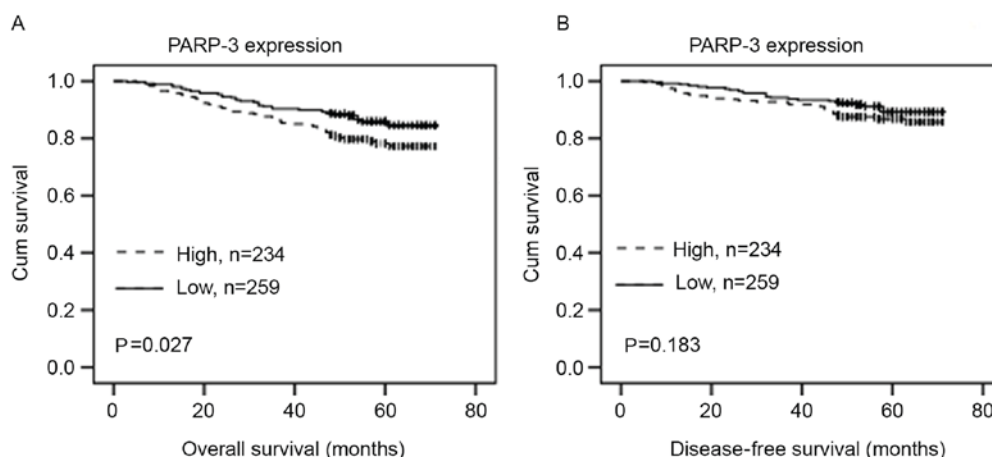 A
PARP-3 expression
1.0
0.8
0.6
0.4
0.2
0.0
Cum survival
High, n=234
Low, n=259
P=0.027
0 20 40 60 80
Overall survival (months)
B
PARP-3 expression
1.0
0.8
0.6
0.4
0.2
0.0
Cum survival
High, n=234
Low, n=259
P=0.183
0 20 40 60 80
Disease-free survival (months)